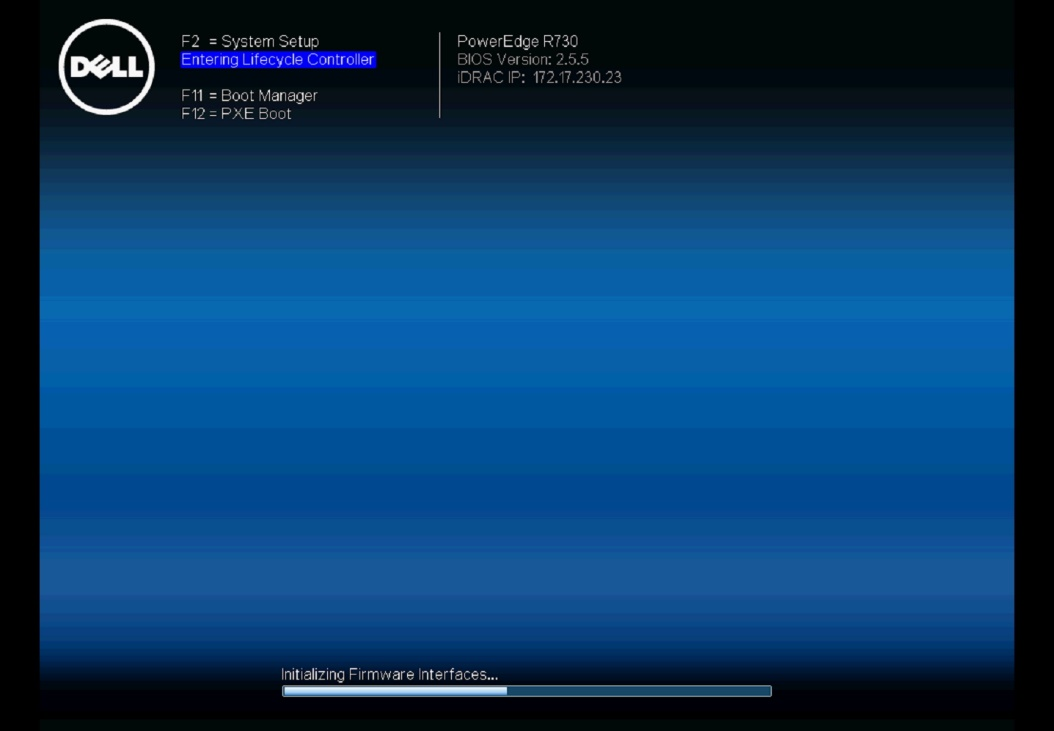 DELL
F2 = System Setup
Entering Lifecycle Controller
F11 = Boot Manager
F12 = PXE Boot
PowerEdge R730
BIOS Version: 2.5.5
iDRAC IP: 172.17.230.23
Initializing Firmware Interfaces...